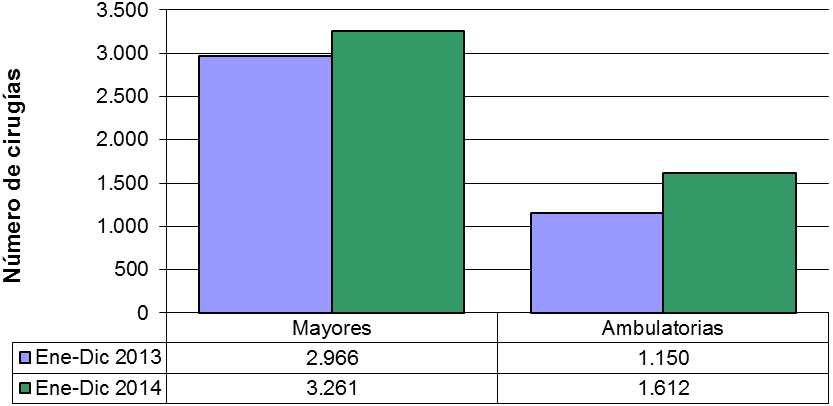 Número de cirugías
3.500
3.000
2.500
2.000
1.500
1.000
500
0
Mayores Ambulatorias
Ene-Dic 2013 2.966 1.150
Ene-Dic 2014 3.261 1.612